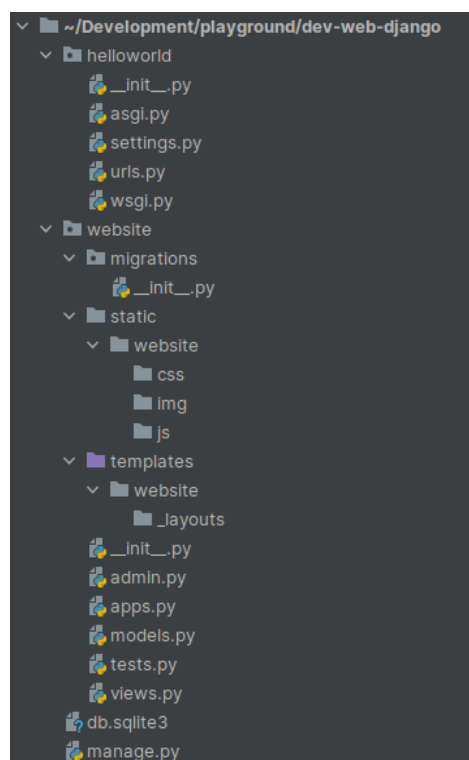 ~/Development/playground/dev-web-django
helloworld
__init__.py
asgi.py
settings.py
urls.py
wsgi.py
website
migrations
__init__.py
static
website
css
img
js
templates
website
_layouts
__init__.py
admin.py
apps.py
models.py
tests.py
views.py
db.sqlite3
manage.py